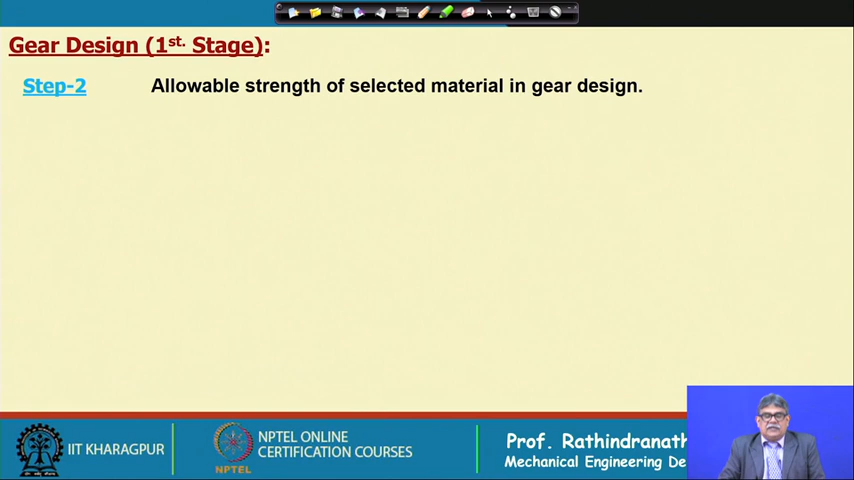 Gear Design (1st. Stage):
Step-2 Allowable strength of selected material in gear design.
IIT KHARAGPUR
NPTEL
NPTEL ONLINE
CERTIFICATION COURSES
Prof. Rathindranath
Mechanical Engineering De